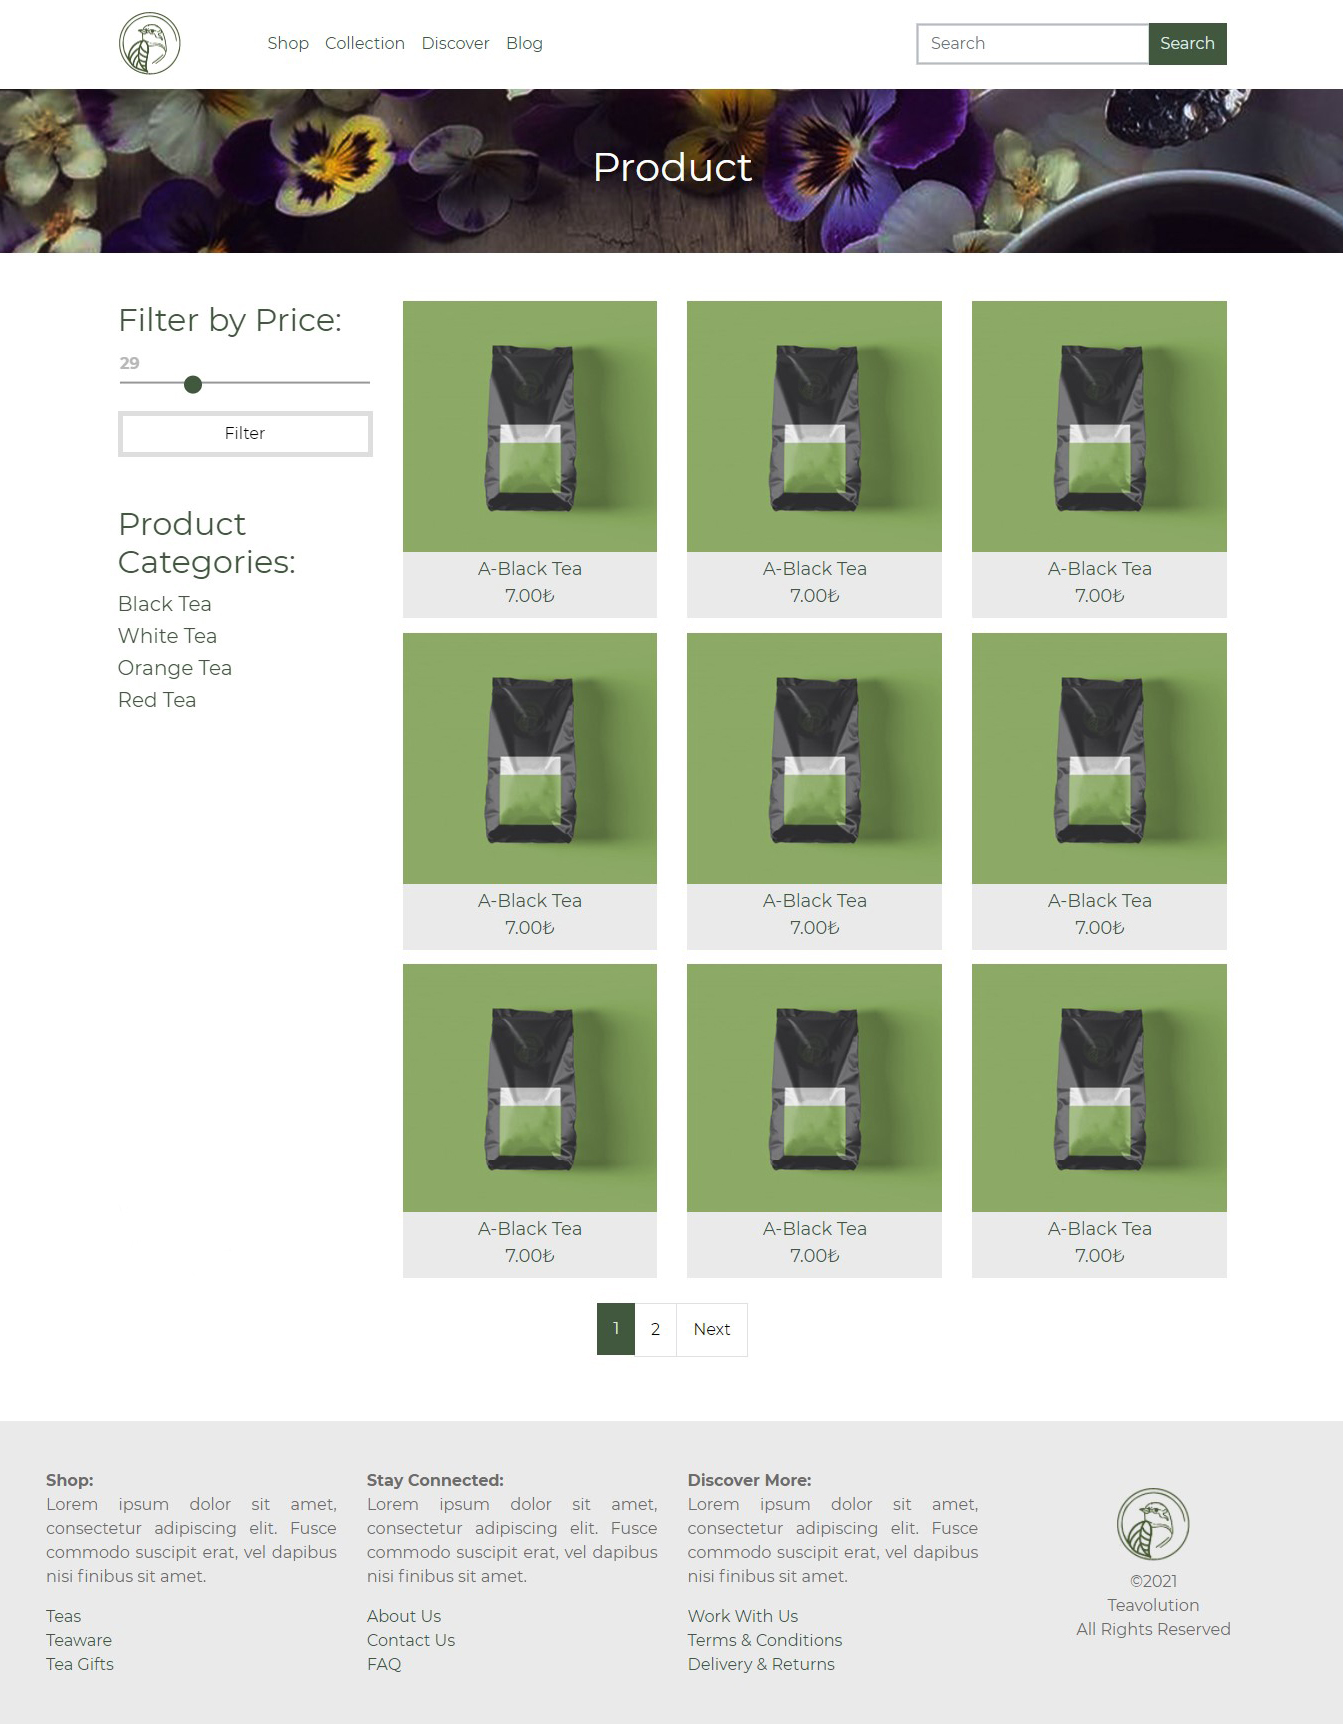 Shop Collection Discover Blog Search Search
Product
Filter by Price:
29
Filter
Product
Categories:
Black Tea
White Tea
Orange Tea
Red Tea
A-Black Tea A-Black Tea A-Black Tea
7.00₺ 7.00₺ 7.00₺
A-Black Tea A-Black Tea A-Black Tea
7.00₺ 7.00₺ 7.00₺
A-Black Tea A-Black Tea A-Black Tea
7.00₺ 7.00₺ 7.00₺
1 2 Next
Shop:
Lorem ipsum dolor sit amet,
consectetur adipiscing elit. Fusce
commodo suscipit erat, vel dapibus
nisi finibus sit amet.
Teas
Teaware
Tea Gifts
Stay Connected:
Lorem ipsum dolor sit amet,
consectetur adipiscing elit. Fusce
commodo suscipit erat, vel dapibus
nisi finibus sit amet.
About Us
Contact Us
FAQ
Discover More:
Lorem ipsum dolor sit amet,
consectetur adipiscing elit. Fusce
commodo suscipit erat, vel dapibus
nisi finibus sit amet.
Work With Us
Terms & Conditions
Delivery & Returns
©2021
Teavolution
All Rights Reserved